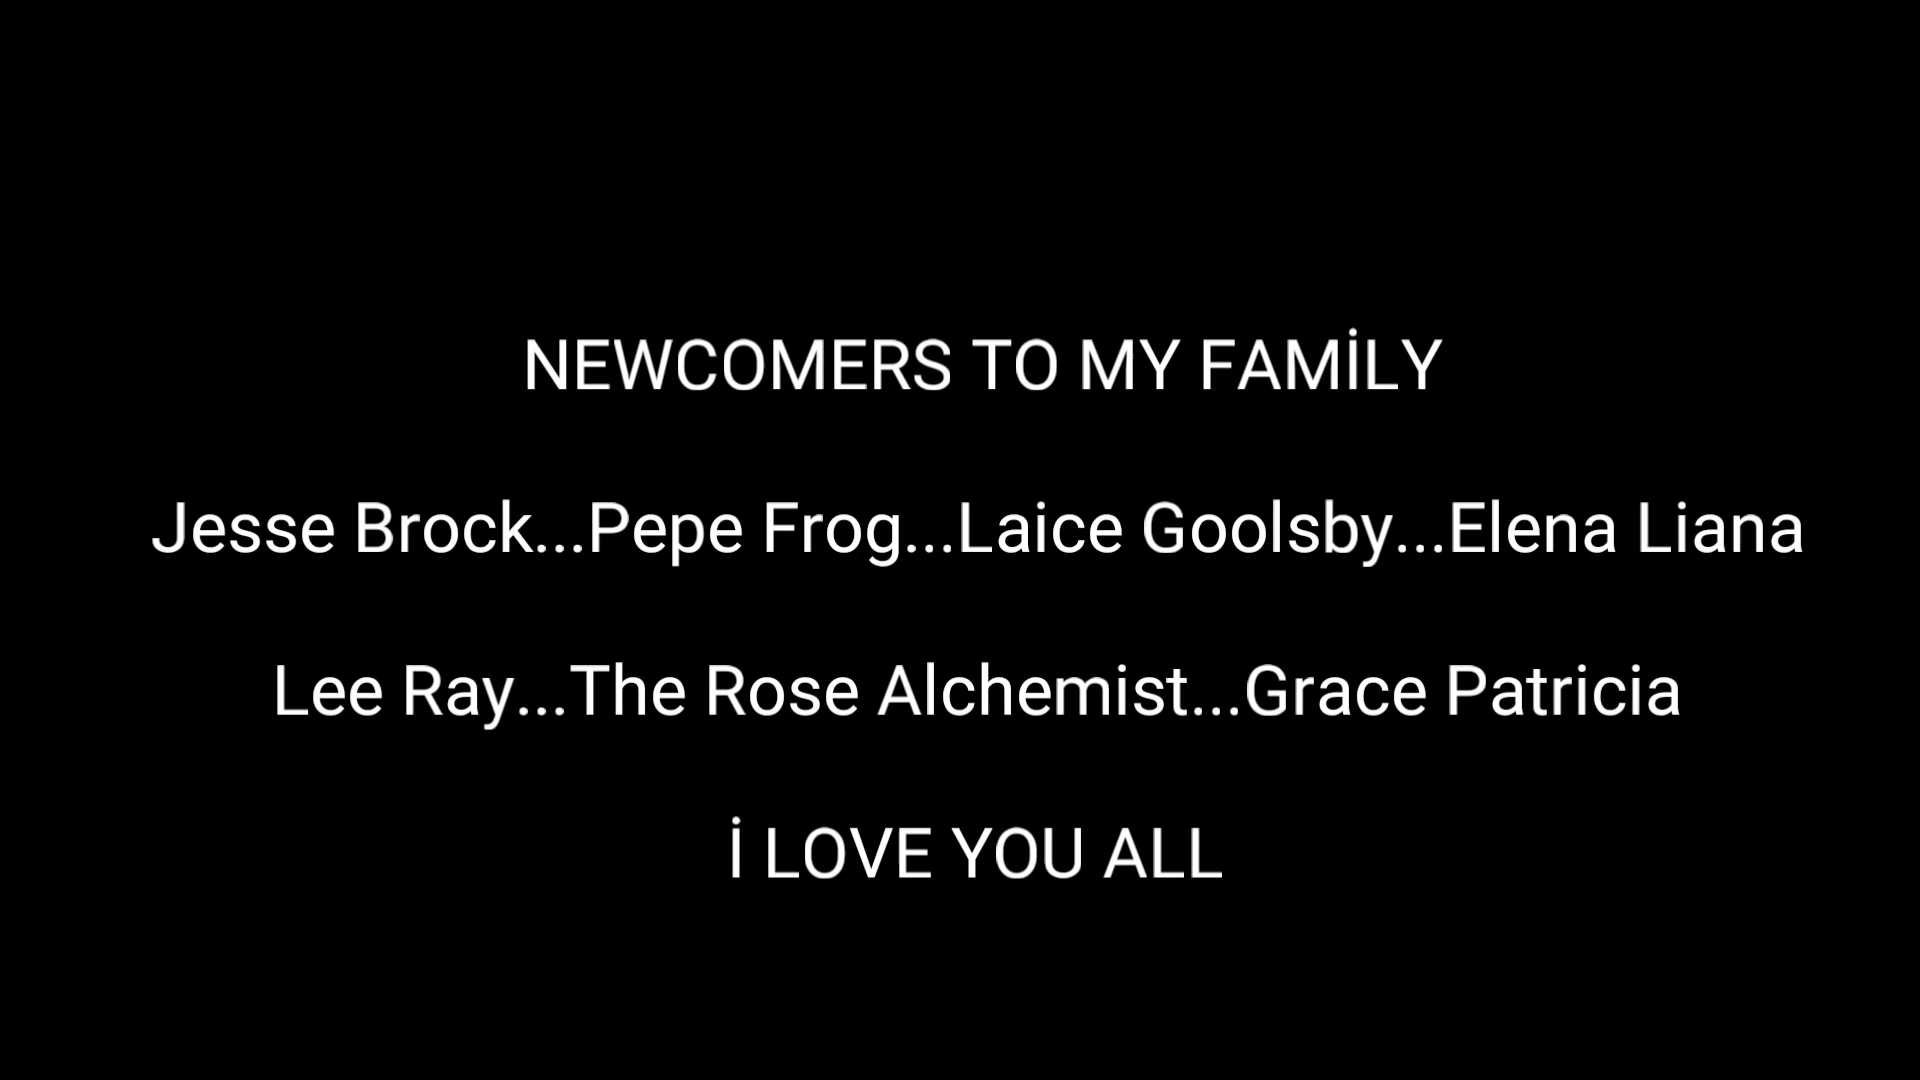 NEWCOMERS TO MY FAMİLY
Jesse Brock...Pepe Frog...Laice Goolsby...Elena Liana
Lee Ray...The Rose Alchemist...Grace Patricia
İ LOVE YOU ALL